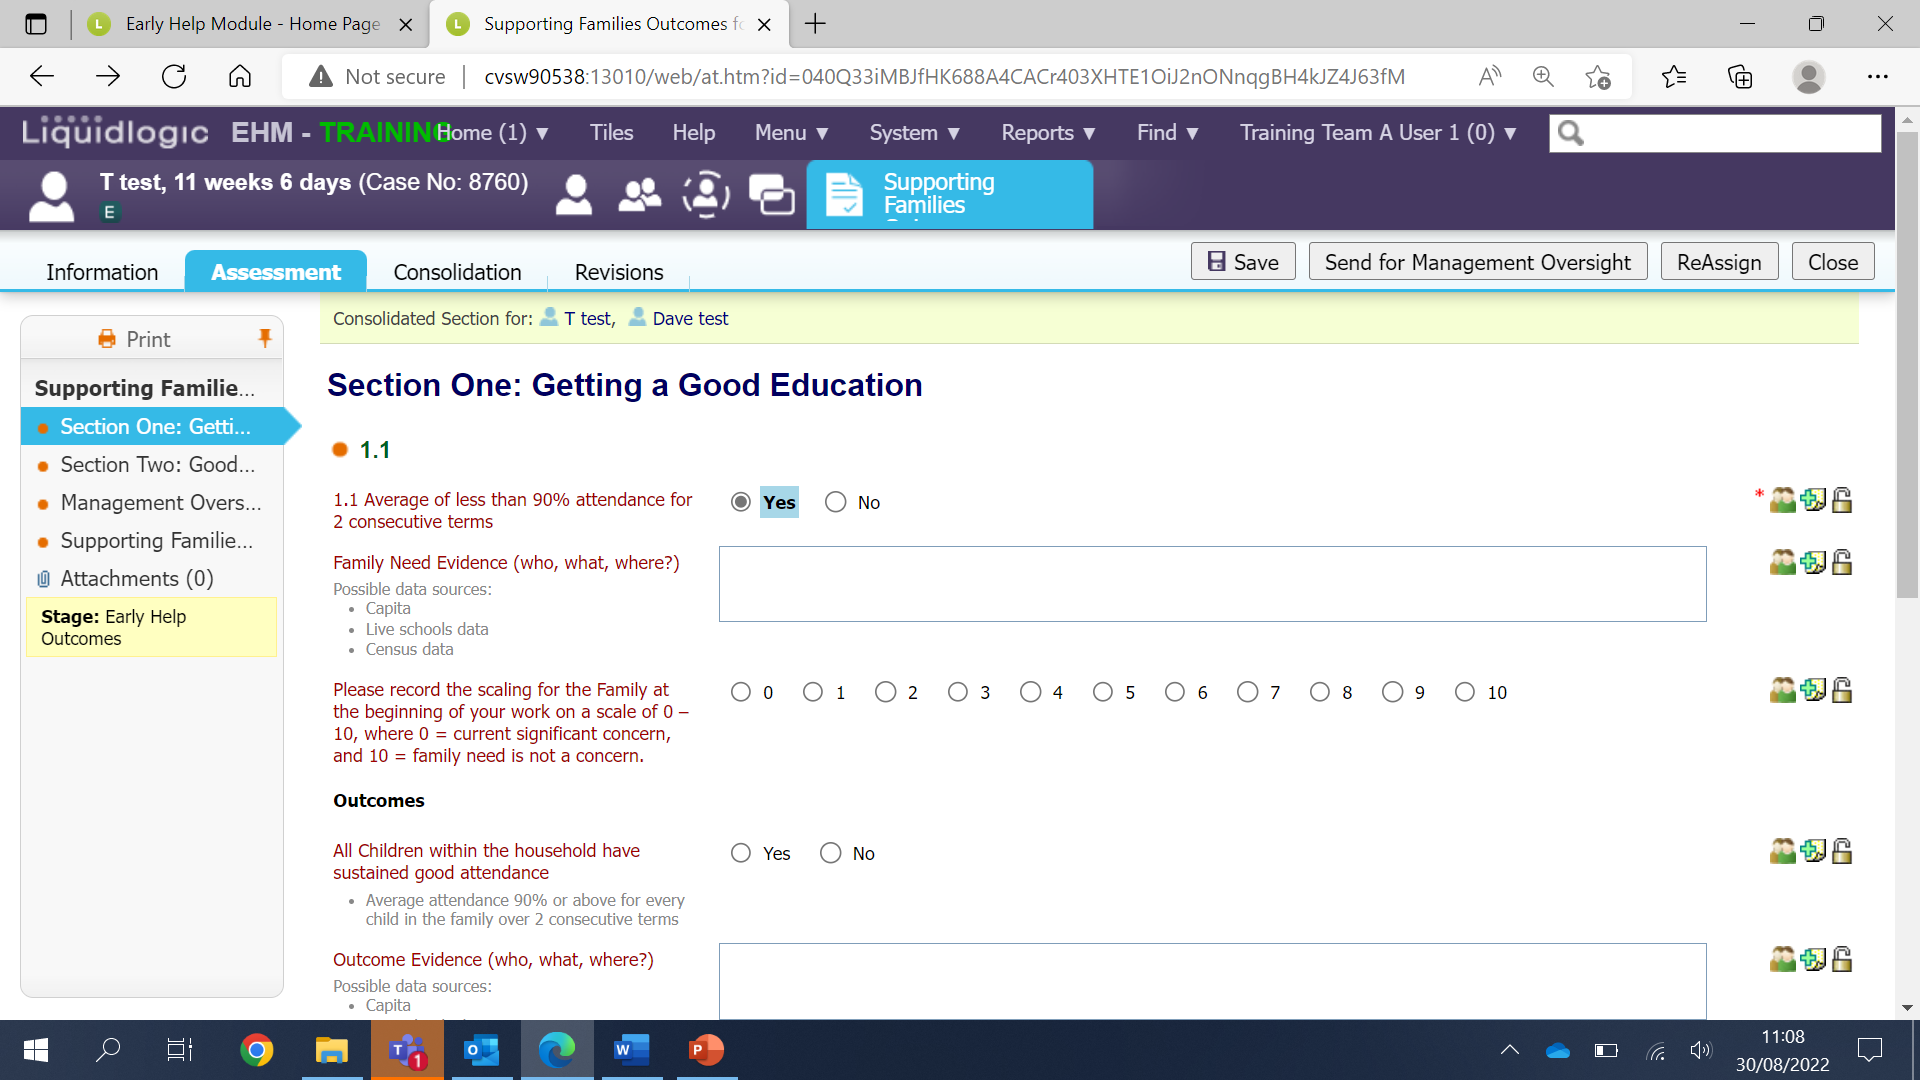 Early Help Module - Home Page
Supporting Families Outcomes fo
Not secure
cvsw90538:13010/web/at.htm?id=040Q33iMBJfHK688A4CACr403XHTE1OiJ2nONnqgBH4kJZ4J63fM
Liquidlogic EHM - TRAINING Home (1) ▼ Tiles Help Menu ▼ System ▼ Reports ▼ Find ▼ Training Team A User 1 (0) ▼
T test, 11 weeks 6 days (Case No: 8760)
E
Supporting
Families
Information Assessment Consolidation Revisions
Save Send for Management Oversight ReAssign Close
Print
Supporting Familie...
Section One: Getti...
Section Two: Good...
Management Overs...
Supporting Familie...
Attachments (0)
Stage: Early Help
Outcomes
Consolidated Section for: T test, Dave test
Section One: Getting a Good Education
1.1
1.1 Average of less than 90% attendance for
2 consecutive terms
Yes No
*
Family Need Evidence (who, what, where?)
Possible data sources:
• Capita
• Live schools data
• Census data
Please record the scaling for the Family at
the beginning of your work on a scale of 0 –
10, where 0 = current significant concern,
and 10 = family need is not a concern.
0 1 2 3 4 5 6 7 8 9 10
Outcomes
All Children within the household have
sustained good attendance
• Average attendance 90% or above for every
child in the family over 2 consecutive terms
Yes No
Outcome Evidence (who, what, where?)
Possible data sources:
• Capita
11:08
30/08/2022